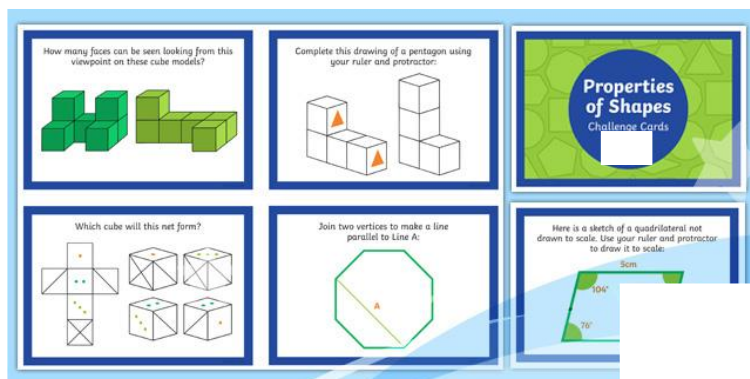 How many faces can be seen looking from this
viewpoint on these cube models?
Complete this drawing of a pentagon using
your ruler and protractor:
Properties
of Shapes
Challenge Cards
Which cube will this net form?
Join two vertices to make a line
parallel to Line A:
A
Here is a sketch of a quadrilateral not
drawn to scale. Use your ruler and protractor
to draw it to scale:
5cm
104°
76°